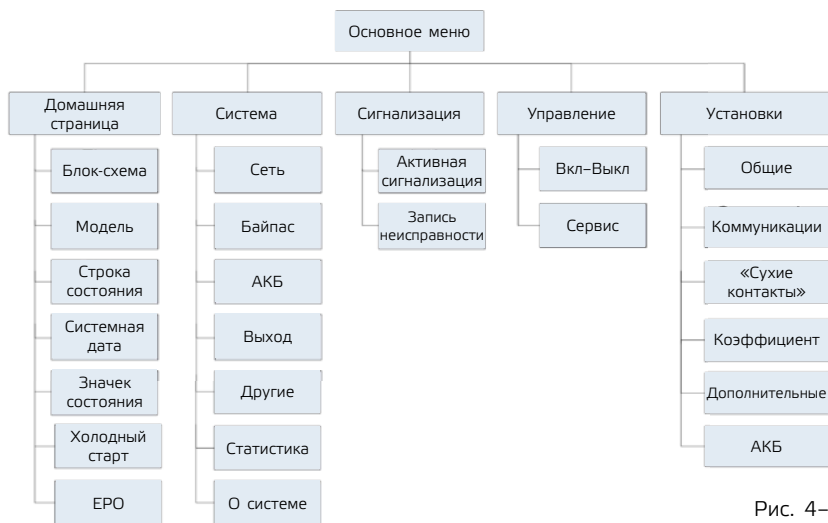 Основное меню
Домашняя
страница
Система
Сигнализация
Управление
Установки
Блок-схема
Модель
Строка
состояния
Системная
дата
Значек
состояния
Холодный
старт
EPO
Сеть
Байпас
АКБ
Выход
Другие
Статистика
О системе
Активная
сигнализация
Запись
неисправности
Вкл–Выкл
Сервис
Общие
Коммуникации
«Сухие
контакты»
Коэффициент
Дополнительные
АКБ
Рис. 4–